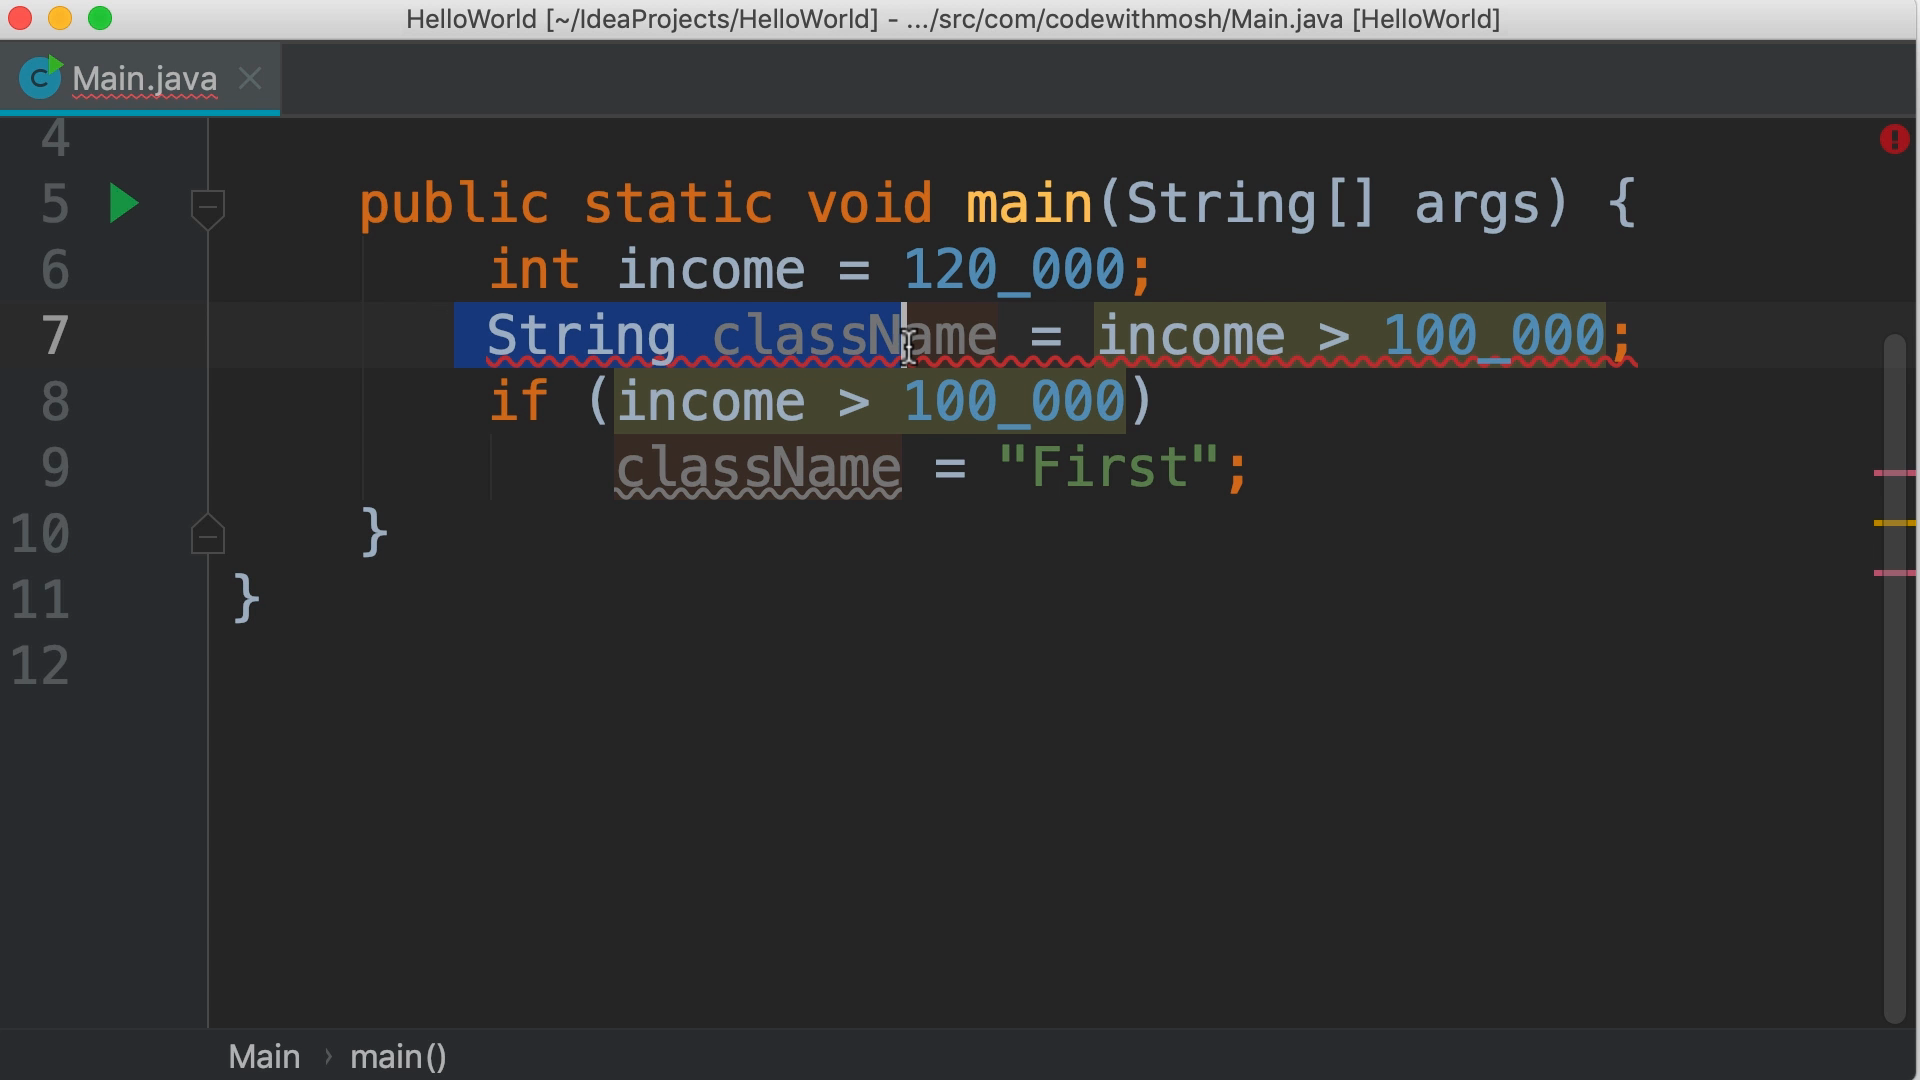 HelloWorld [~/IdeaProjects/HelloWorld] - .../src/com/codewithmosh/Main.java [HelloWorld]
C Main.java
4
5 public static void main(String[] args) {
6 int income = 120_000;
7 String className = income > 100_000;
8 if (income > 100_000)
9 className = "First";
10 }
11 }
12
Main › main()